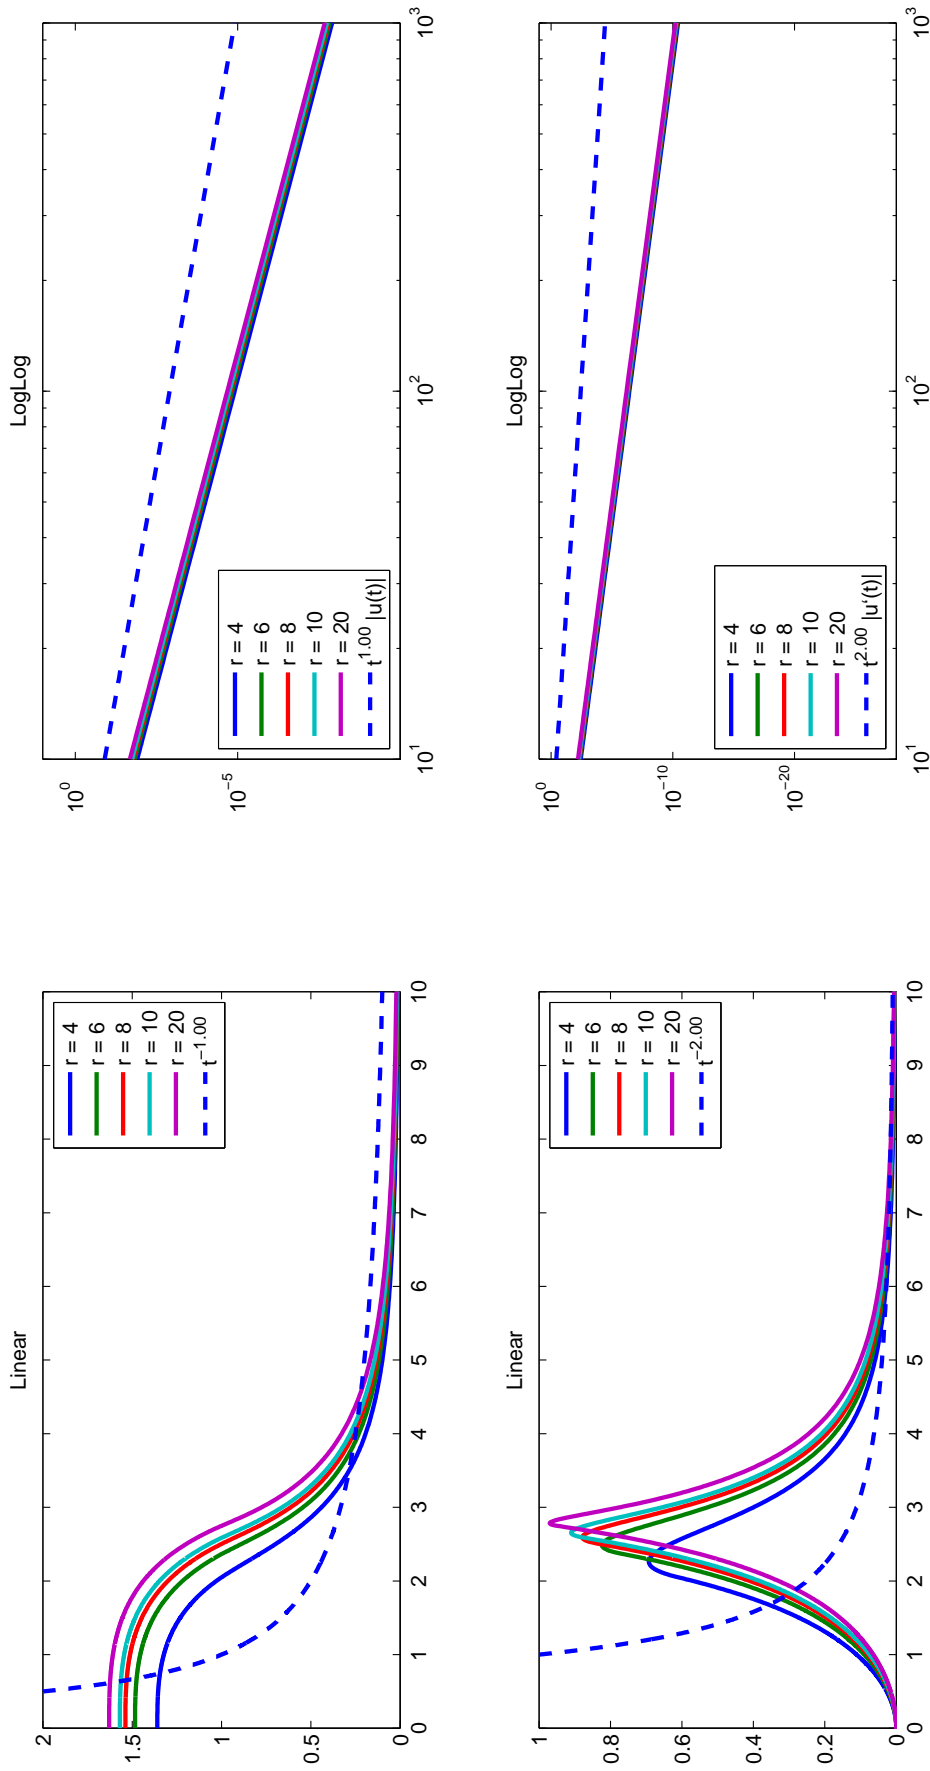 Linear
2
1.5
1
0.5
0
0 1 2 3 4 5 6 7 8 9 10
r = 4
r = 6
r = 8
r = 10
r = 20
t^−1.00
LogLog
10^0
10^−5
10^1 10^2 10^3
r = 4
r = 6
r = 8
r = 10
r = 20
t^1.00 |u(t)|
Linear
1
0.8
0.6
0.4
0.2
0
0 1 2 3 4 5 6 7 8 9 10
r = 4
r = 6
r = 8
r = 10
r = 20
t^−2.00
LogLog
10^0
10^−10
10^−20
10^1 10^2 10^3
r = 4
r = 6
r = 8
r = 10
r = 20
t^2.00 |u‘(t)|